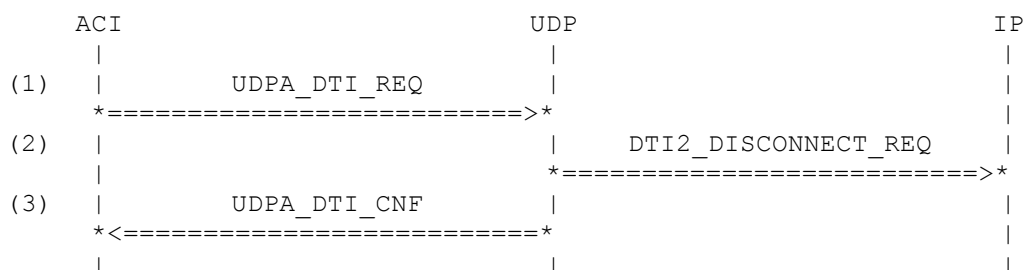 ACI UDP IP
| | |
(1) | UDPA_DTI_REQ | |
*==========================>* |
(2) | | DTI2_DISCONNECT_REQ |
| *==========================>*
(3) | UDPA_DTI_CNF | |
*<==========================* |
| | |